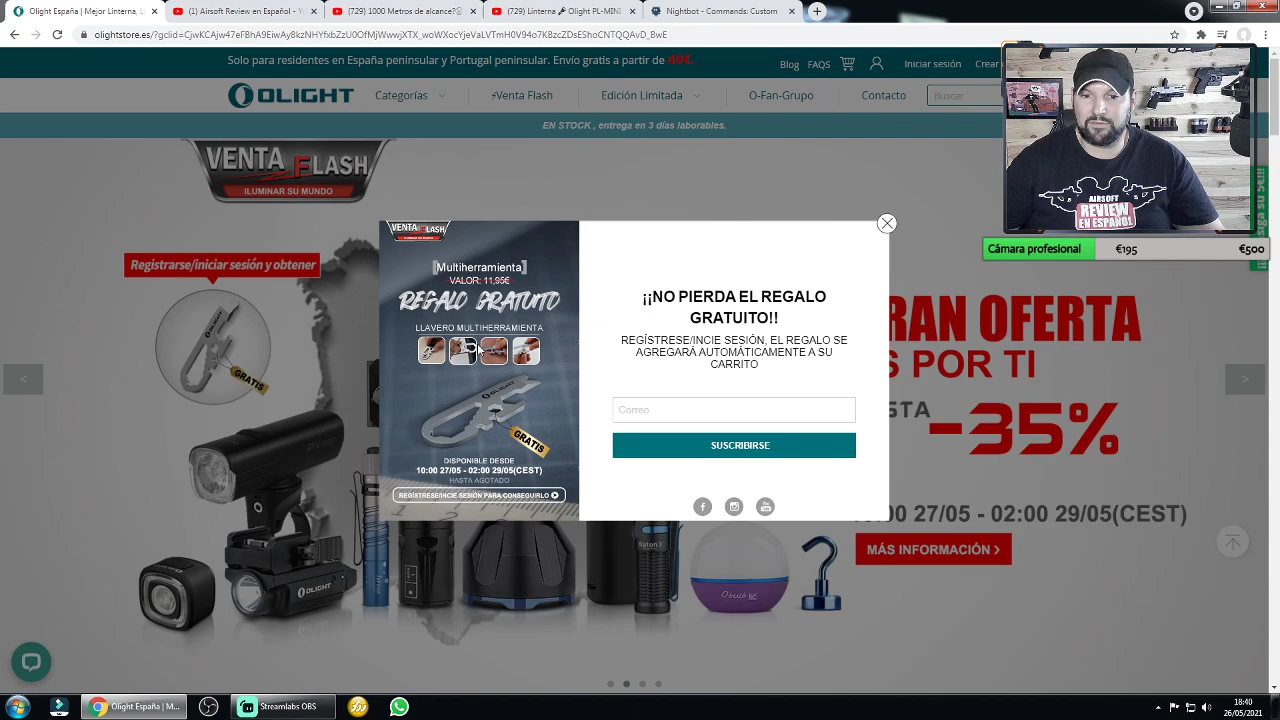 Olight España | Mejor Linterna, L
(1) Airsoft Review en Español - Y
(729) 1000 Metros de alcance?
(729) Linterna
OLIGHT PL-MINI
Nightbot - Commands: Custom
Solo para residentes en España peninsular y Portugal peninsular. Envío gratis a partir de 49€.
Blog
FAQS
Iniciar sesión
Crear
OLIGHT
Categorías
Venta Flash
Edición Limitada
O-Fan-Grupo
Contacto
Buscar
EN STOCK , entrega en 3 días laborables.
VENTA FLASH
ILUMINAR SU MUNDO
AIRSOFT
REVIEW
EN ESPAÑOL
Cámara profesional
€195
€500
Registrarse/iniciar sesión y obtener
GRATIS
VENTA FLASH
[Multiherramienta]
VALOR: 11,95€
REGALO GRATUITO
LLAVERO MULTIHERRAMIENTA
GRATIS
DISPONIBLE DESDE
10:00 27/05 - 02:00 29/05(CEST)
HASTA AGOTADO
REGÍSTRESE/INCIE SESIÓN PARA CONSEGUIRLO
¡¡NO PIERDA EL REGALO
GRATUITO!!
REGÍSTRESE/INCIE SESIÓN, EL REGALO SE
AGREGARÁ AUTOMÁTICAMENTE A SU
CARRITO
Correo
SUSCRIBIRSE
RAN OFERTA
S POR TI
STA -35%
10:00 27/05 - 02:00 29/05(CEST)
MÁS INFORMACIÓN >
OLIGHT
Baton 3
Obulb
Olight España | M...
Streamlabs OBS
18:40
26/05/2021